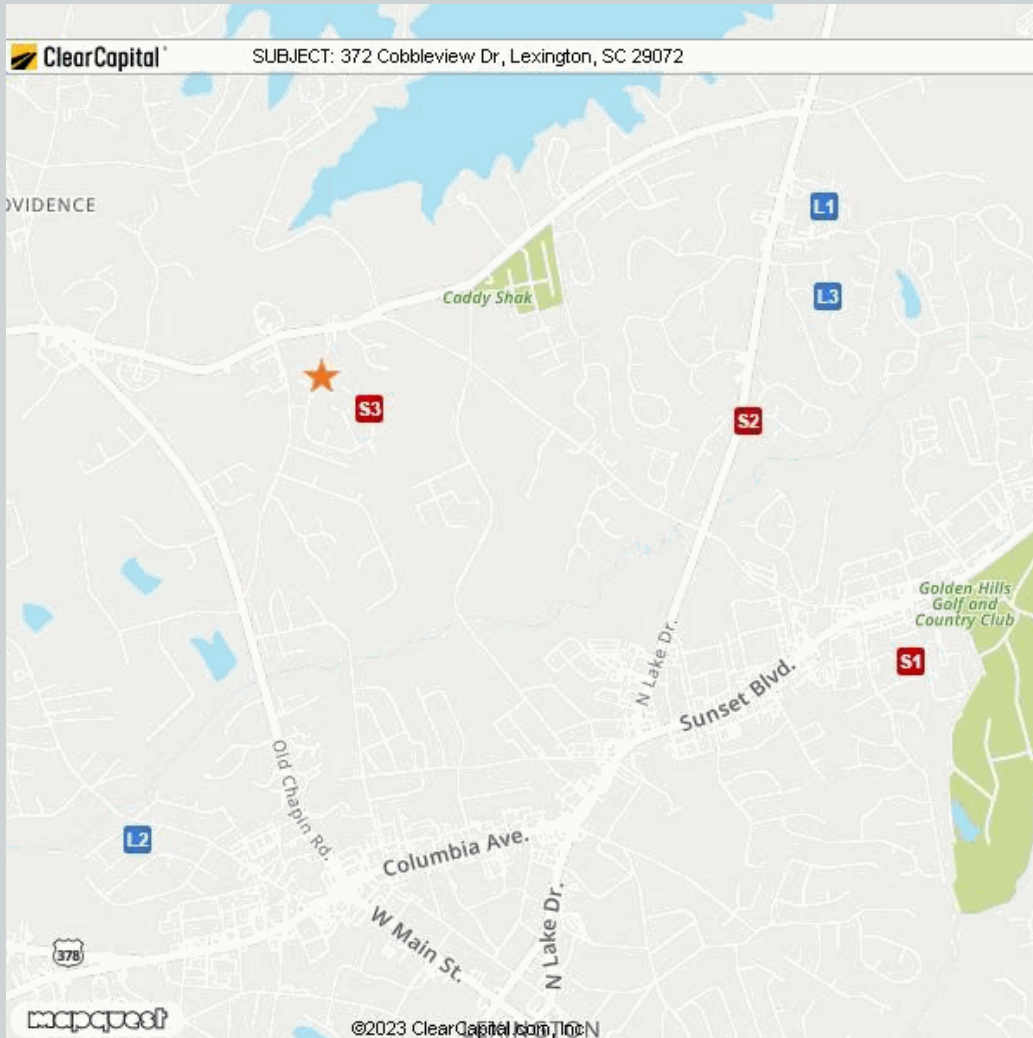 ClearCapital
SUBJECT: 372 Cobbleview Dr, Lexington, SC 29072
OVIDENCE
L1
Caddy Shak
L3
S3
S2
Golden Hills
Golf and
Country Club
S1
N Lake Dr.
Sunset Blvd.
Old Chapin Rd.
L2
Columbia Ave.
W Main St.
N Lake Dr.
378
mapquest
©2023 ClearCapital.com, Inc
LEXINGTON